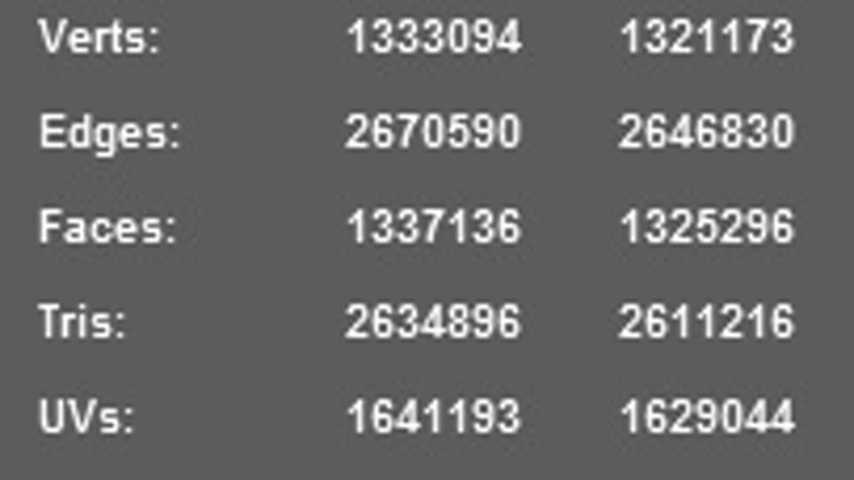 Verts: 1333094 1321173
Edges: 2670590 2646830
Faces: 1337136 1325296
Tris: 2634896 2611216
UVs: 1641193 1629044